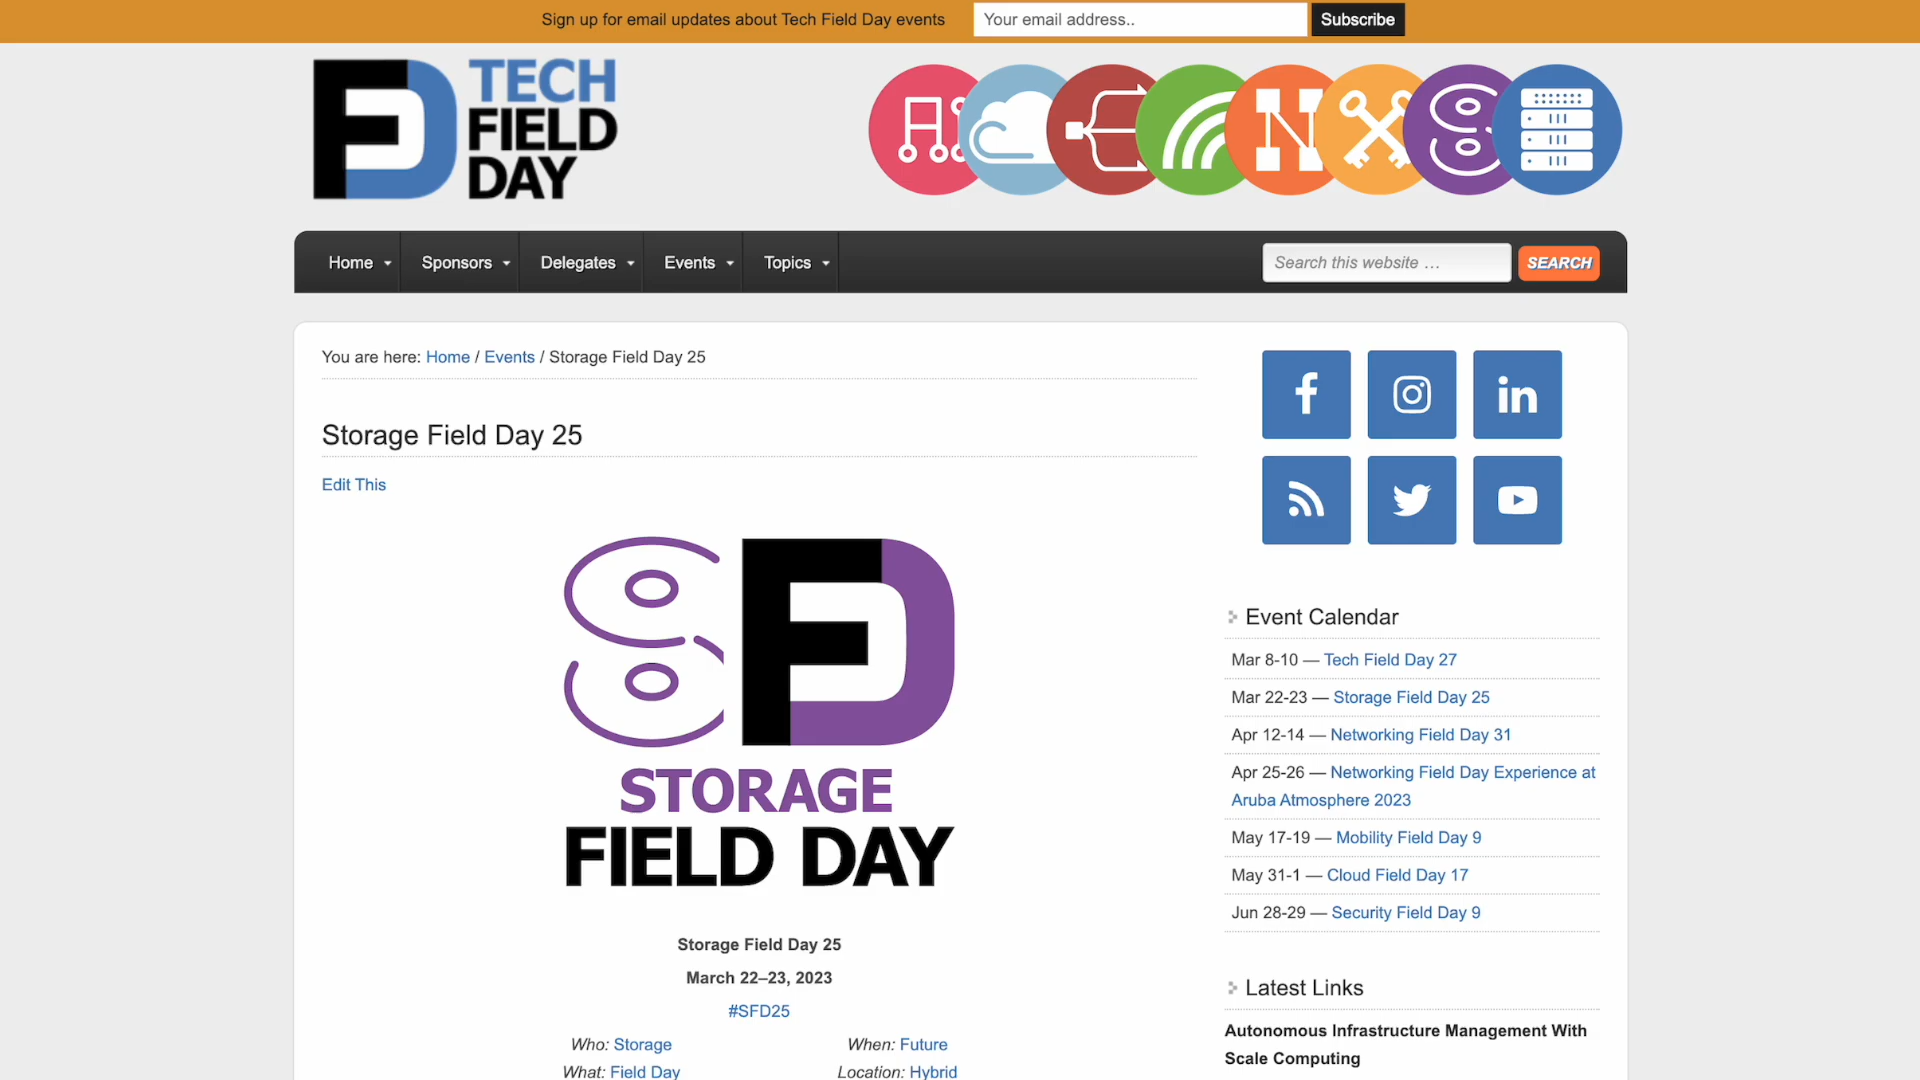 Sign up for email updates about Tech Field Day events
Your email address..
Subscribe
TECH
FIELD
DAY
Home
Sponsors
Delegates
Events
Topics
Search this website …
SEARCH
You are here: Home / Events / Storage Field Day 25
Storage Field Day 25
Edit This
STORAGE
FIELD DAY
Storage Field Day 25
March 22–23, 2023
#SFD25
Who: Storage
When: Future
What: Field Day
Location: Hybrid
Event Calendar
Mar 8-10 — Tech Field Day 27
Mar 22-23 — Storage Field Day 25
Apr 12-14 — Networking Field Day 31
Apr 25-26 — Networking Field Day Experience at
Aruba Atmosphere 2023
May 17-19 — Mobility Field Day 9
May 31-1 — Cloud Field Day 17
Jun 28-29 — Security Field Day 9
Latest Links
Autonomous Infrastructure Management With
Scale Computing